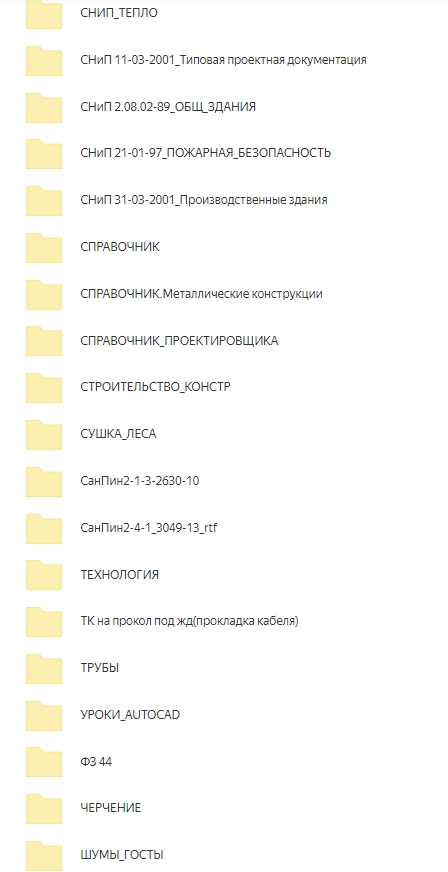 СНИП_ТЕПЛО
СНиП 11-03-2001_Типовая проектная документация
СНиП 2.08.02-89_ОБЩ_ЗДАНИЯ
СНиП 21-01-97_ПОЖАРНАЯ_БЕЗОПАСНОСТЬ
СНиП 31-03-2001_Производственные здания
СПРАВОЧНИК
СПРАВОЧНИК.Металлические конструкции
СПРАВОЧНИК_ПРОЕКТИРОВЩИКА
СТРОИТЕЛЬСТВО_КОНСТР
СУШКА_ЛЕСА
СанПин2-1-3-2630-10
СанПин2-4-1_3049-13_rtf
ТЕХНОЛОГИЯ
ТК на прокол под жд(прокладка кабеля)
ТРУБЫ
УРОКИ_AUTOCAD
ФЗ 44
ЧЕРЧЕНИЕ
ШУМЫ_ГОСТЫ